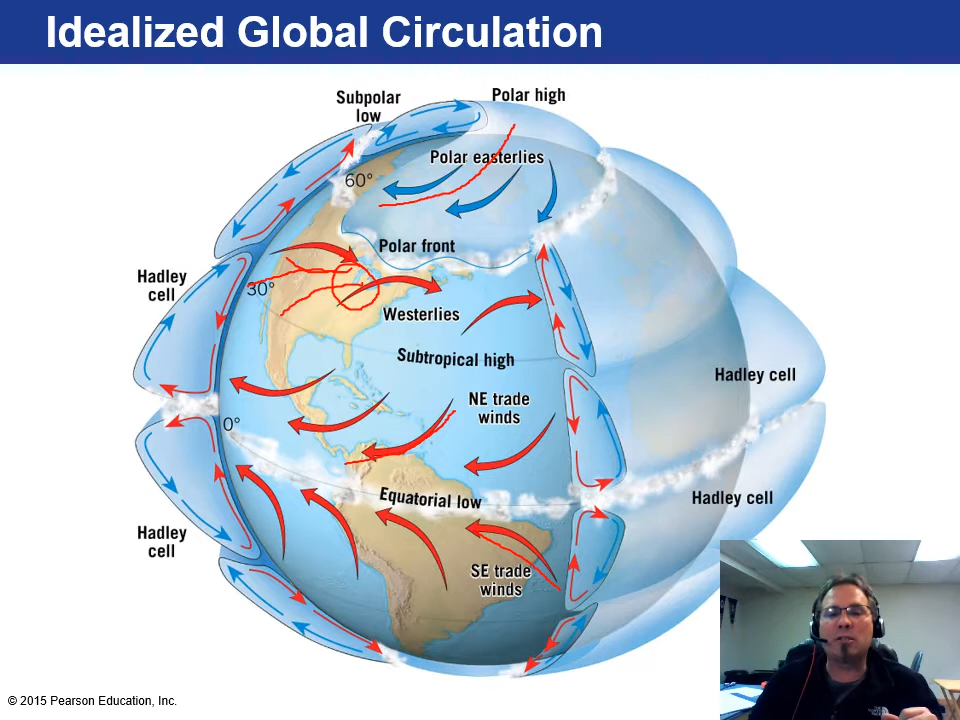 Idealized Global Circulation
Subpolar
low
Polar high
Polar easterlies
60°
Polar front
Hadley
cell
30°
Westerlies
Subtropical high
Hadley cell
NE trade
winds
0°
Equatorial low
Hadley cell
Hadley
cell
SE trade
winds
© 2015 Pearson Education, Inc.